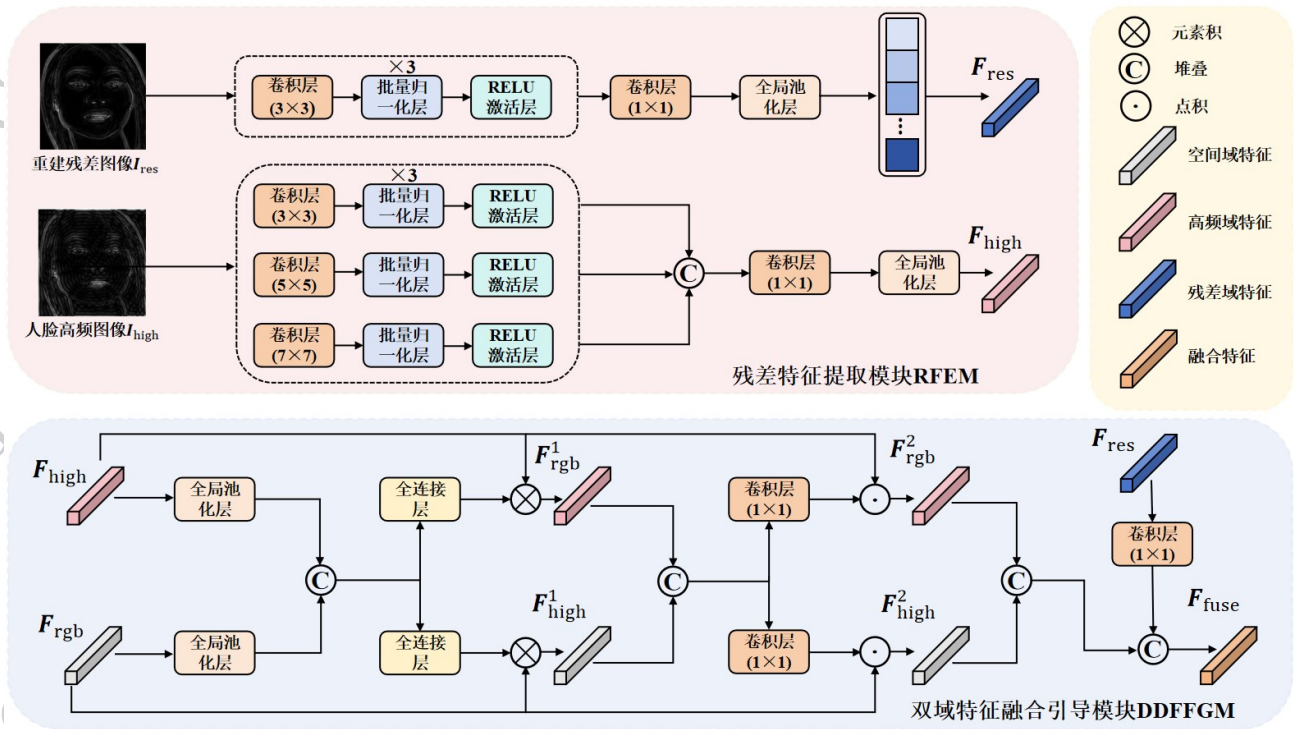 ×3
卷积层
(3×3)
批量归
一化层
RELU
激活层
卷积层
(1×1)
全局池
化层
F_res
重建残差图像I_res
×3
卷积层
(3×3)
批量归
一化层
RELU
激活层
卷积层
(5×5)
批量归
一化层
RELU
激活层
卷积层
(7×7)
批量归
一化层
RELU
激活层
C
卷积层
(1×1)
全局池
化层
F_high
人脸高频图像I_high
残差特征提取模块RFEM
元素积
C
堆叠
点积
空间域特征
高频域特征
残差域特征
融合特征
F_high
全局池
化层
F_rgb
全局池
化层
C
全连接
层
全连接
层
F^1_rgb
F^1_high
C
卷积层
(1×1)
卷积层
(1×1)
F^2_rgb
F^2_high
C
F_res
卷积层
(1×1)
C
F_fuse
双域特征融合引导模块DDFFGM